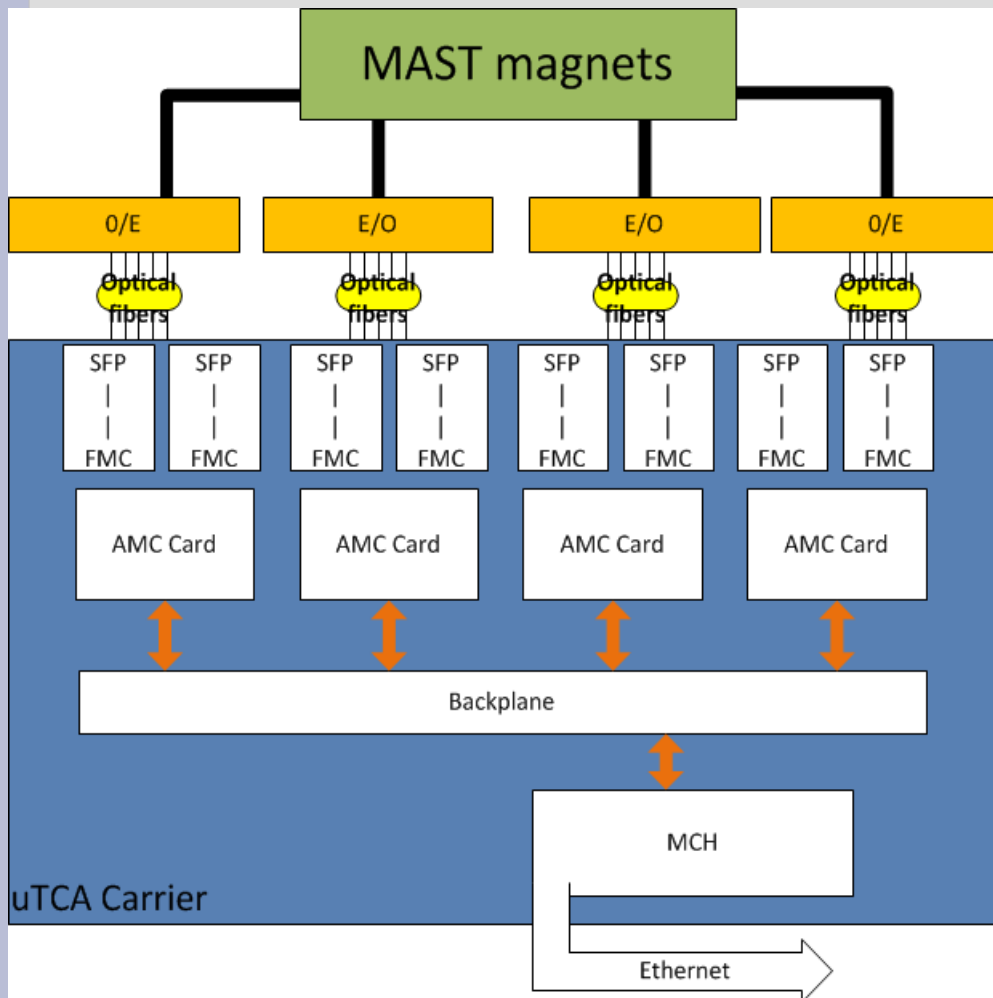 MAST magnets
0/E
E/O
E/O
0/E
Optical
fibers
Optical
fibers
Optical
fibers
Optical
fibers
SFP
FMC
SFP
FMC
SFP
FMC
SFP
FMC
SFP
FMC
SFP
FMC
SFP
FMC
SFP
FMC
AMC Card
AMC Card
AMC Card
AMC Card
Backplane
MCH
uTCA Carrier
Ethernet